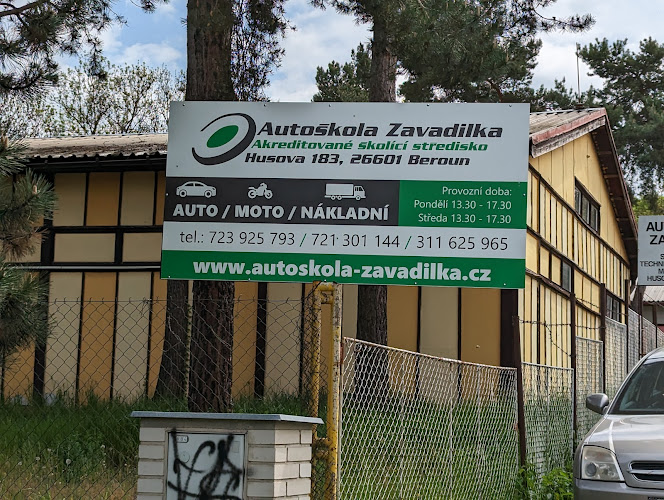 Autoškola Zavadilka
Akreditované školící středisko
Husova 183, 26601 Beroun
AUTO / MOTO / NÁKLADNÍ
Provozní doba:
Pondělí 13.30 - 17.30
Středa 13.30 - 17.30
tel.: 723 925 793 / 721 301 144 / 311 625 965
www.autoskola-zavadilka.cz